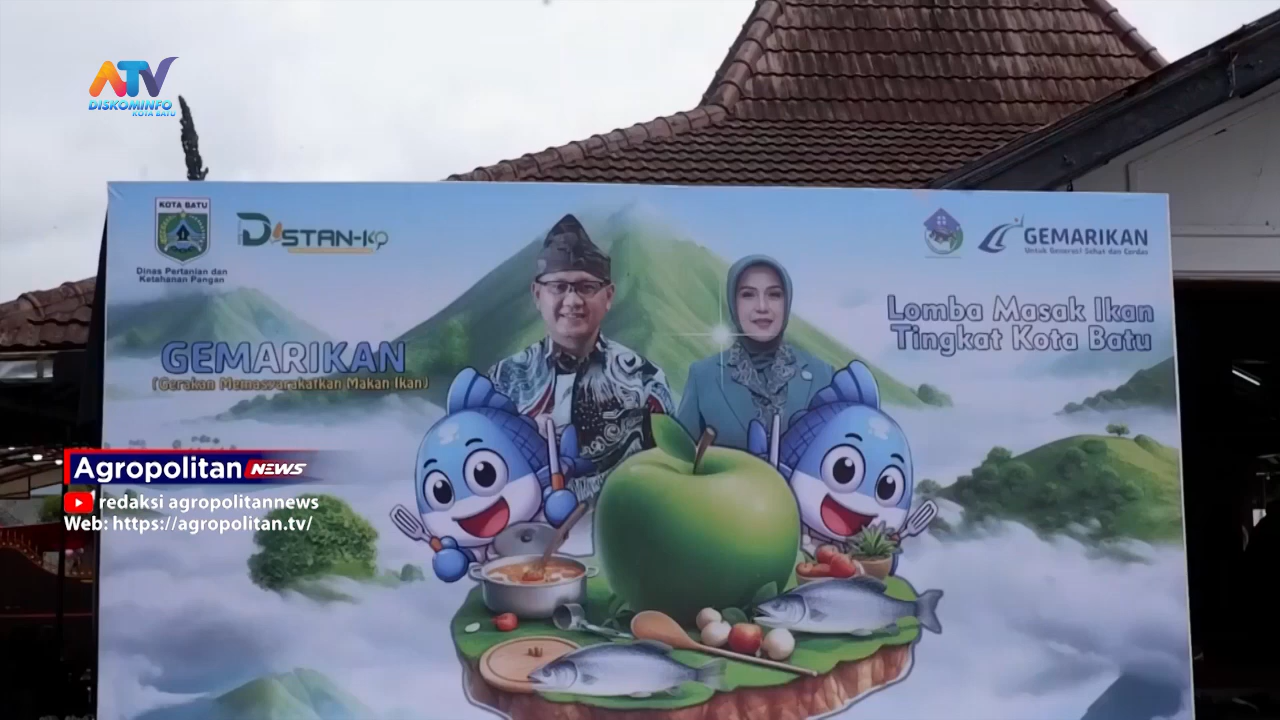 ATV
DISKOMINFO
KOTA BATU
KOTA BATU
Dinas Pertanian dan
Ketahanan Pangan
DISTAN-KP
GEMARIKAN
Untuk Generasi Sehat dan Cerdas
GEMARIKAN
(Gerakan Memasyarakatkan Makan Ikan)
Lomba Masak Ikan
Tingkat Kota Batu
Agropolitan NEWS
redaksi agropolitannews
Web: https://agropolitan.tv/